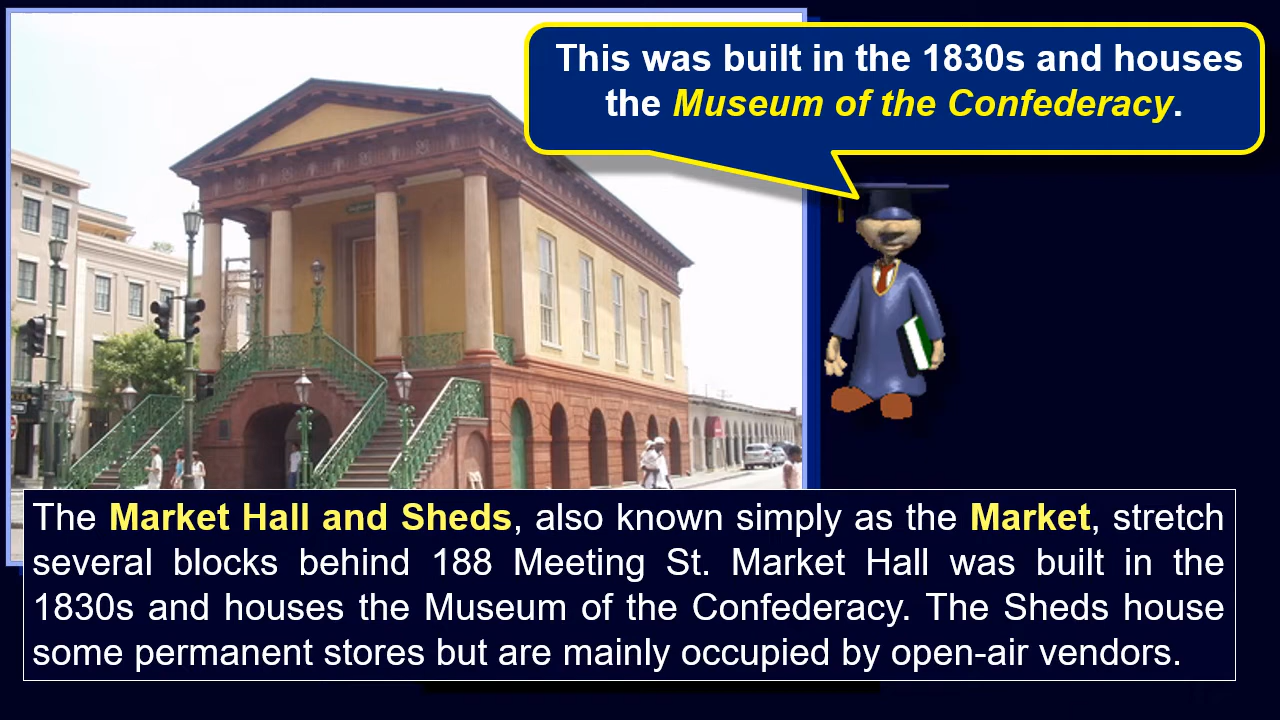 This was built in the 1830s and houses
the Museum of the Confederacy.
The Market Hall and Sheds, also known simply as the Market, stretch
several blocks behind 188 Meeting St. Market Hall was built in the
1830s and houses the Museum of the Confederacy. The Sheds house
some permanent stores but are mainly occupied by open-air vendors.